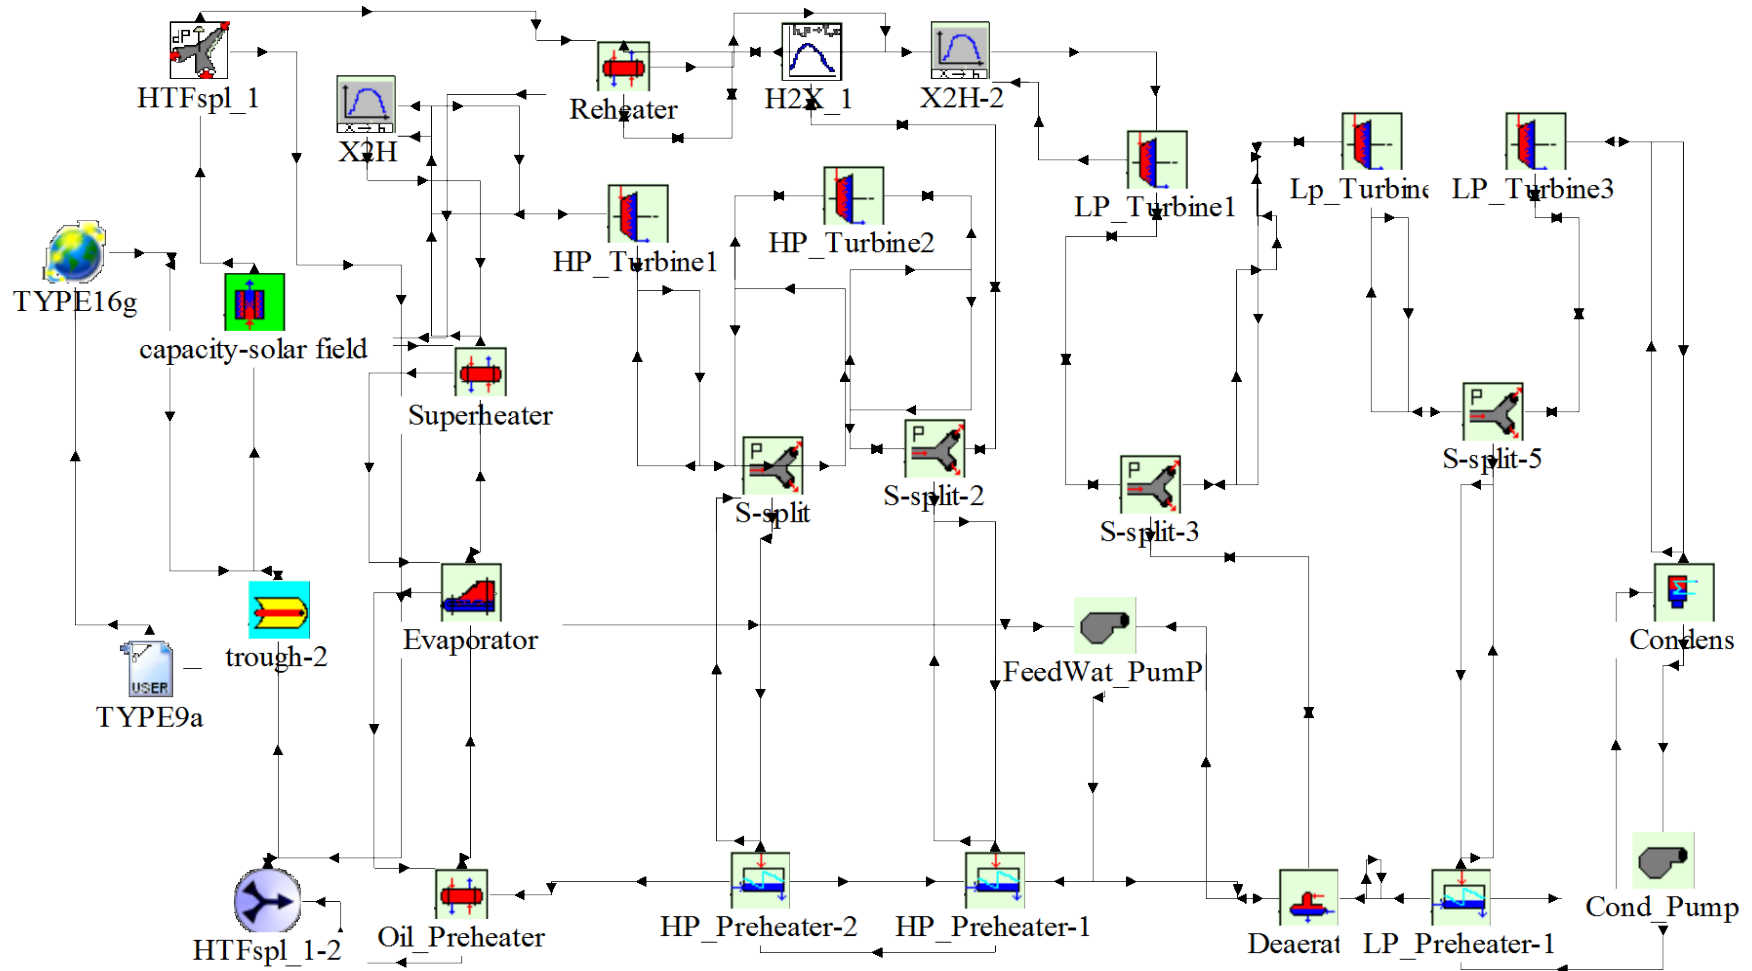 dP
HTFspl_1
Reheater
H2X_1
X2H-2
X → h
X → h
X2H
LP_Turbine1
Lp_Turbine
LP_Turbine3
HP_Turbine1
HP_Turbine2
TYPE16g
capacity-solar field
Superheater
P
S-split
P
S-split-2
P
S-split-3
P
S-split-5
Evaporator
trough-2
USER
TYPE9a
FeedWat_PumP
Condens
HTFspl_1-2
Oil_Preheater
HP_Preheater-2
HP_Preheater-1
Deaerat
LP_Preheater-1
Cond_Pump